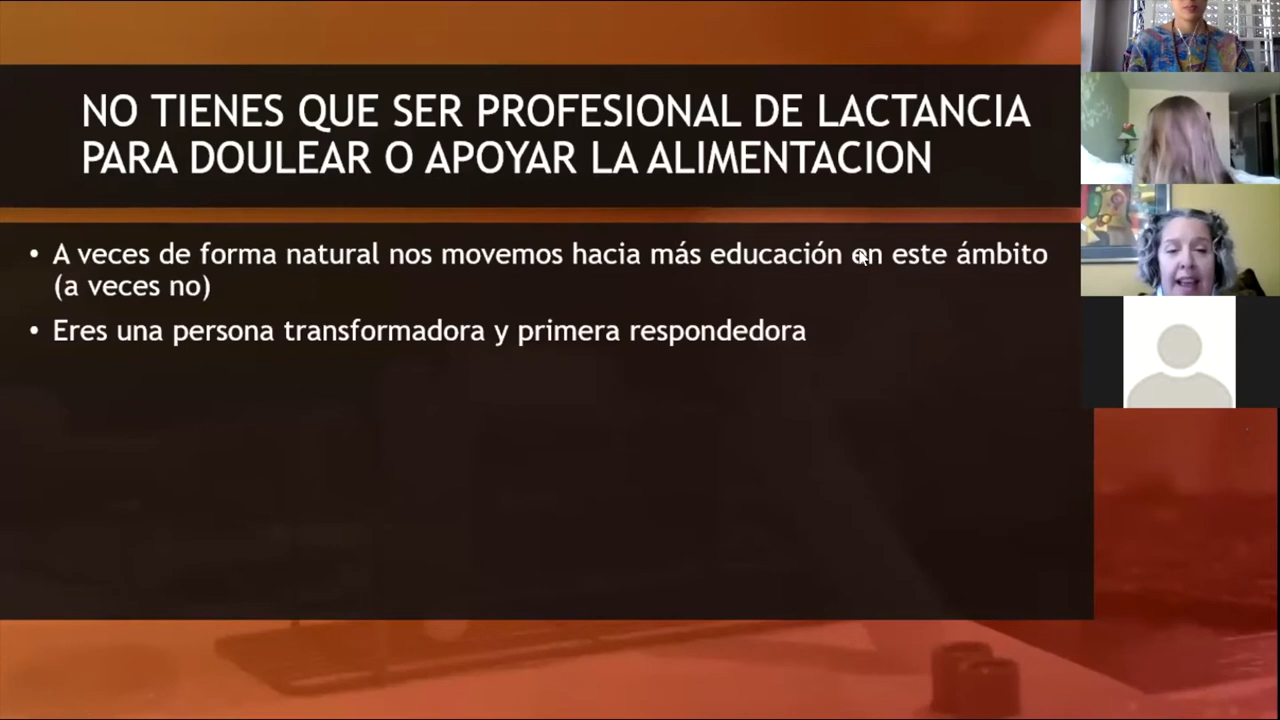 NO TIENES QUE SER PROFESIONAL DE LACTANCIA
PARA DOULEAR O APOYAR LA ALIMENTACION
• A veces de forma natural nos movemos hacia más educación en este ámbito
(a veces no)
• Eres una persona transformadora y primera respondedora